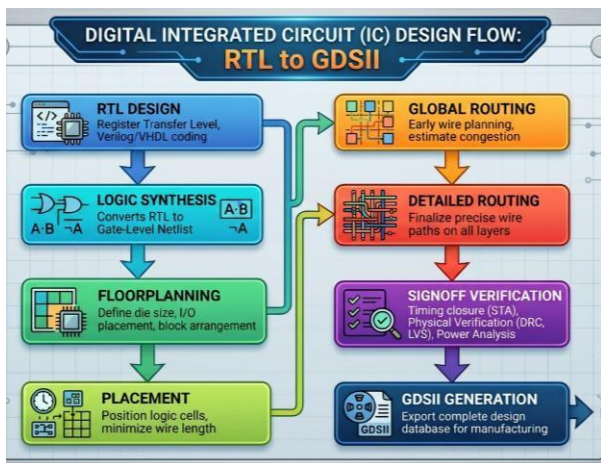 DIGITAL INTEGRATED CIRCUIT (IC) DESIGN FLOW:
RTL to GDSII
</>
RTL DESIGN
Register Transfer Level,
Verilog/VHDL coding
A·B ¬A
LOGIC SYNTHESIS
Converts RTL to
Gate-Level Netlist
A·B
¬A
FLOORPLANNING
Define die size, I/O
placement, block arrangement
PLACEMENT
Position logic cells,
minimize wire length
GLOBAL ROUTING
Early wire planning,
estimate congestion
DETAILED ROUTING
Finalize precise wire
paths on all layers
SIGNOFF VERIFICATION
Timing closure (STA),
Physical Verification (DRC,
LVS), Power Analysis
GDSII
GDSII GENERATION
Export complete design
database for manufacturing